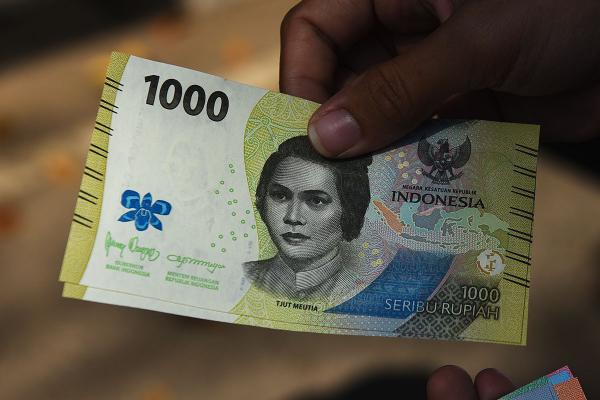 1000
NEGARA KESATUAN REPUBLIK
INDONESIA
GUBERNUR
BANK INDONESIA
MENTERI KEUANGAN
REPUBLIK INDONESIA
TJUT MEUTIA
1000
SERIBU RUPIAH